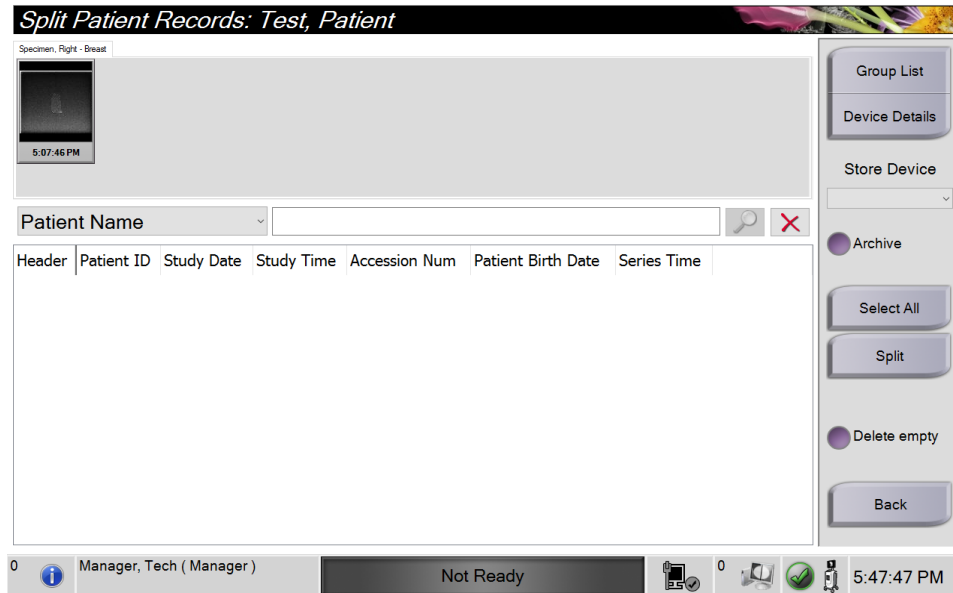 Split Patient Records: Test, Patient
Specimen, Right - Breast
5:07:46 PM
Group List
Device Details
Store Device
Archive
Patient Name
Header Patient ID Study Date Study Time Accession Num Patient Birth Date Series Time
Select All
Split
Delete empty
Back
0
Manager, Tech ( Manager )
Not Ready
0
5:47:47 PM